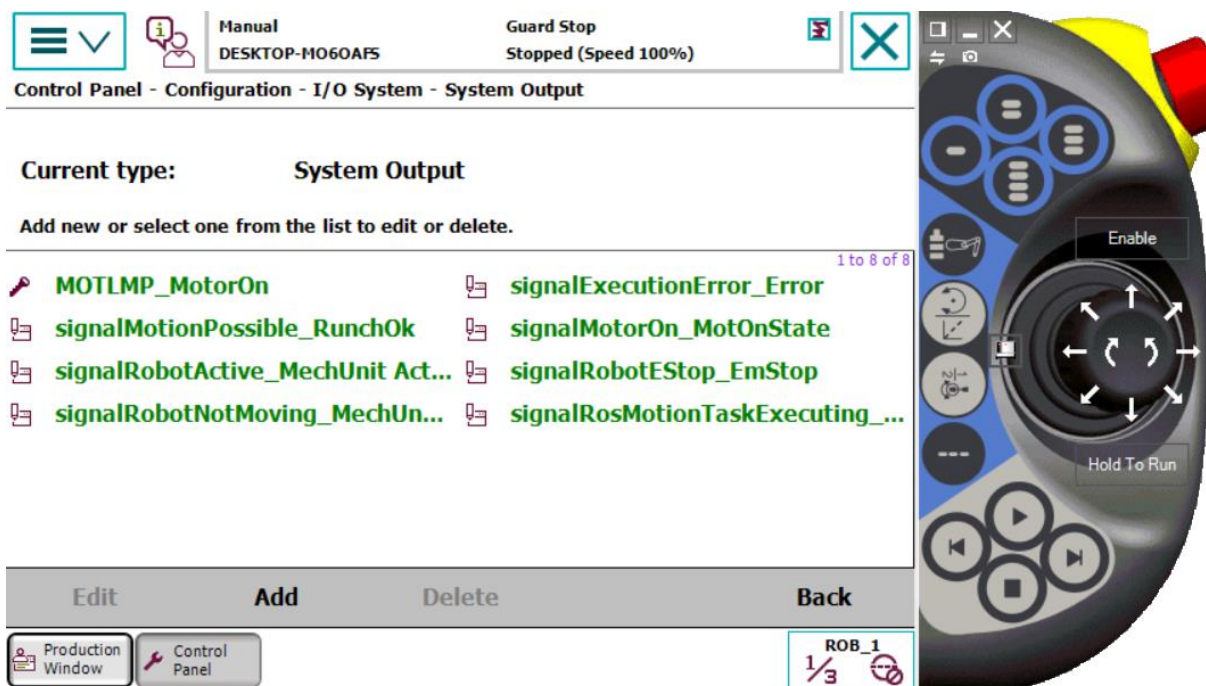 Manual
Guard Stop
DESKTOP-MO6OAFS
Stopped (Speed 100%)
Control Panel - Configuration - I/O System - System Output
Current type: System Output
Add new or select one from the list to edit or delete.
1 to 8 of 8
MOTLMP_MotorOn
signalExecutionError_Error
signalMotionPossible_RunchOk
signalMotorOn_MotOnState
signalRobotActive_MechUnit Act...
signalRobotEStop_EmStop
signalRobotNotMoving_MechUn...
signalRosMotionTaskExecuting_...
Edit Add Delete Back
Production
Window
Control
Panel
ROB_1
1/3
Enable
1/2
Hold To Run